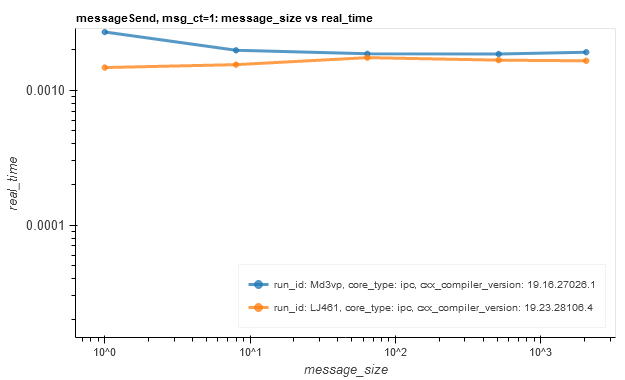 messageSend, msg_ct=1: message_size vs real_time
0.0010
0.0001
real_time
run_id: Md3vp, core_type: ipc, cxx_compiler_version: 19.16.27026.1
run_id: LJ461, core_type: ipc, cxx_compiler_version: 19.23.28106.4
10^0
10^1
10^2
10^3
message_size